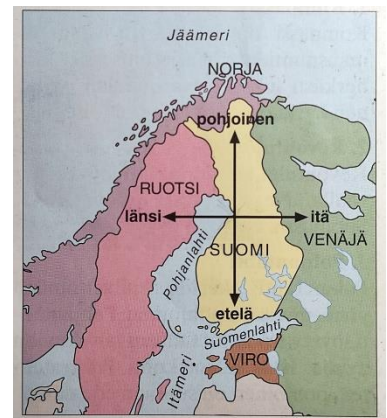 Jäämeri
NORJA
pohjoinen
RUOTSI
länsi
itä
VENÄJÄ
SUOMI
Pohjanlahti
etelä
Suomenlahti
VIRO
Itämeri